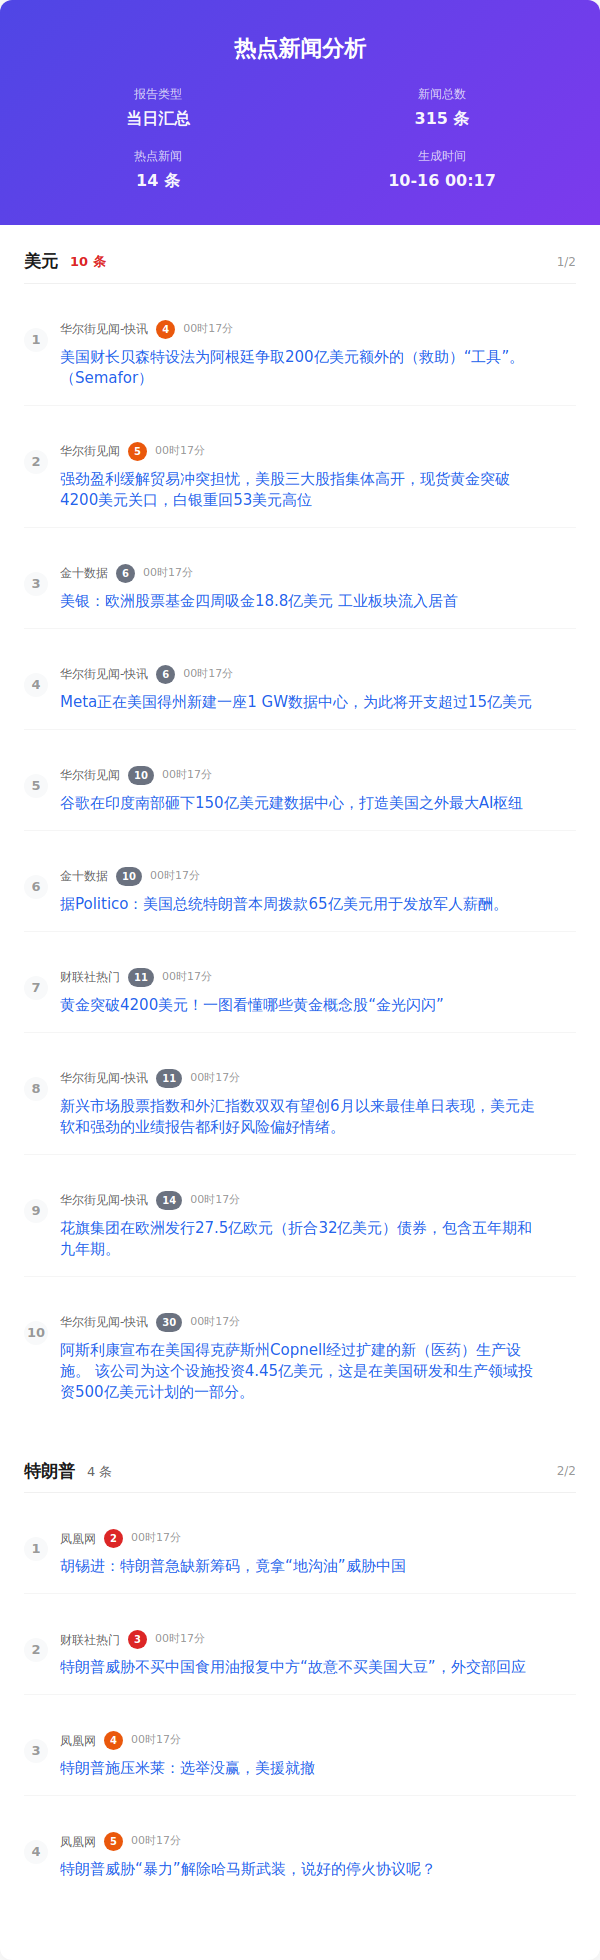 热点新闻分析
报告类型
当日汇总
新闻总数
315 条
热点新闻
14 条
生成时间
10-16 00:17
美元 10 条 1/2
1
华尔街见闻-快讯 4 00时17分
美国财长贝森特设法为阿根廷争取200亿美元额外的（救助）“工具”。
（Semafor）
2
华尔街见闻 5 00时17分
强劲盈利缓解贸易冲突担忧，美股三大股指集体高开，现货黄金突破
4200美元关口，白银重回53美元高位
3
金十数据 6 00时17分
美银：欧洲股票基金四周吸金18.8亿美元 工业板块流入居首
4
华尔街见闻-快讯 6 00时17分
Meta正在美国得州新建一座1 GW数据中心，为此将开支超过15亿美元
5
华尔街见闻 10 00时17分
谷歌在印度南部砸下150亿美元建数据中心，打造美国之外最大AI枢纽
6
金十数据 10 00时17分
据Politico：美国总统特朗普本周拨款65亿美元用于发放军人薪酬。
7
财联社热门 11 00时17分
黄金突破4200美元！一图看懂哪些黄金概念股“金光闪闪”
8
华尔街见闻-快讯 11 00时17分
新兴市场股票指数和外汇指数双双有望创6月以来最佳单日表现，美元走
软和强劲的业绩报告都利好风险偏好情绪。
9
华尔街见闻-快讯 14 00时17分
花旗集团在欧洲发行27.5亿欧元（折合32亿美元）债券，包含五年期和
九年期。
10
华尔街见闻-快讯 30 00时17分
阿斯利康宣布在美国得克萨斯州Copnell经过扩建的新（医药）生产设
施。 该公司为这个设施投资4.45亿美元，这是在美国研发和生产领域投
资500亿美元计划的一部分。
特朗普 4 条 2/2
1
凤凰网 2 00时17分
胡锡进：特朗普急缺新筹码，竟拿“地沟油”威胁中国
2
财联社热门 3 00时17分
特朗普威胁不买中国食用油报复中方“故意不买美国大豆”，外交部回应
3
凤凰网 4 00时17分
特朗普施压米莱：选举没赢，美援就撤
4
凤凰网 5 00时17分
特朗普威胁“暴力”解除哈马斯武装，说好的停火协议呢？